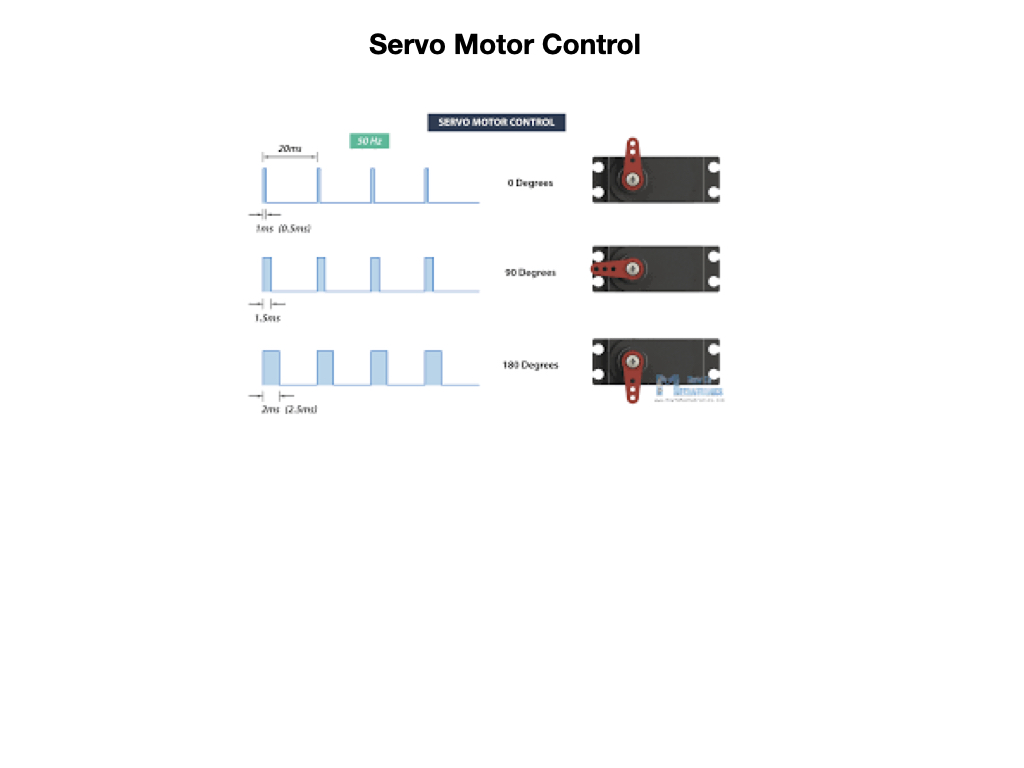 Servo Motor Control
SERVO MOTOR CONTROL
50 Hz
20ms
0 Degrees
1ms (0.5ms)
90 Degrees
1.5ms
180 Degrees
2ms (2.5ms)